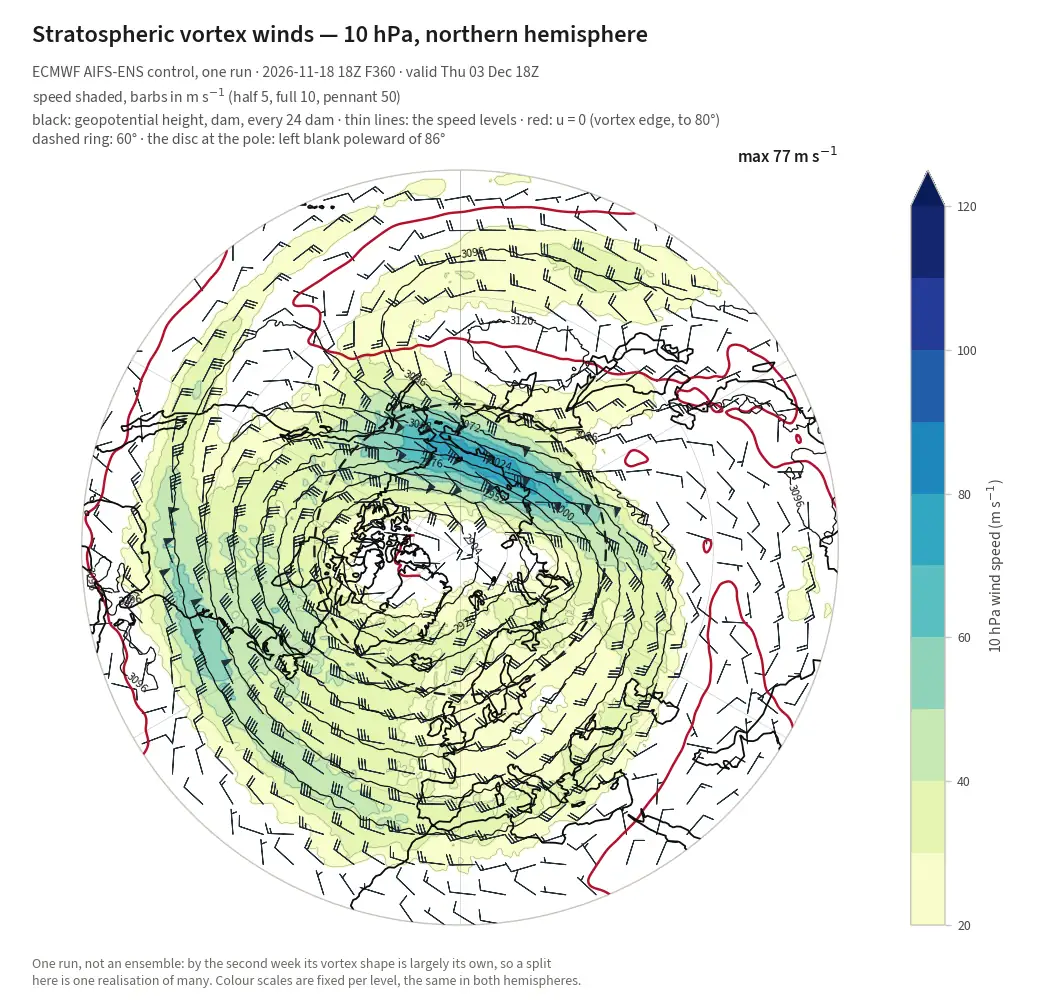 Stratospheric vortex winds — 10 hPa, northern hemisphere
ECMWF AIFS-ENS control, one run · 2026-11-18 18Z F360 · valid Thu 03 Dec 18Z
speed shaded, barbs in m s⁻¹ (half 5, full 10, pennant 50)
black: geopotential height, dam, every 24 dam · thin lines: the speed levels · red: u = 0 (vortex edge, to 80°)
dashed ring: 60° · the disc at the pole: left blank poleward of 86°
max 77 m s⁻¹
120
100
80
60
40
20
10 hPa wind speed (m s⁻¹)
3096
3120
3096
3072
3024
3000
3096
3096
One run, not an ensemble: by the second week its vortex shape is largely its own, so a split
here is one realisation of many. Colour scales are fixed per level, the same in both hemispheres.